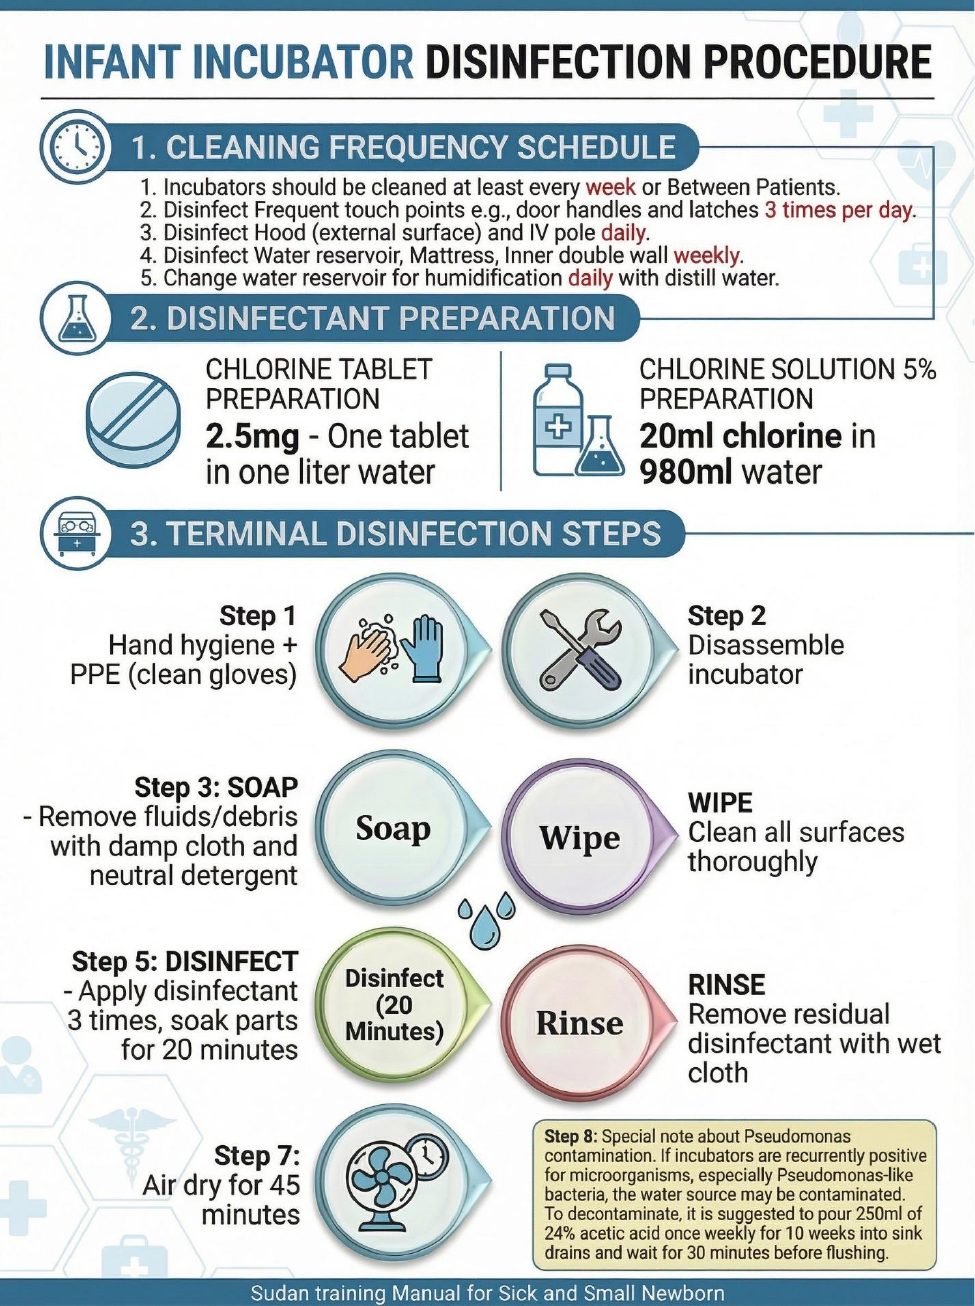 INFANT INCUBATOR DISINFECTION PROCEDURE
1. CLEANING FREQUENCY SCHEDULE
1. Incubators should be cleaned at least every week or Between Patients.
2. Disinfect Frequent touch points e.g., door handles and latches 3 times per day.
3. Disinfect Hood (external surface) and IV pole daily.
4. Disinfect Water reservoir, Mattress, Inner double wall weekly.
5. Change water reservoir for humidification daily with distill water.
2. DISINFECTANT PREPARATION
CHLORINE TABLET
PREPARATION
2.5mg - One tablet
in one liter water
CHLORINE SOLUTION 5%
PREPARATION
20ml chlorine in
980ml water
3. TERMINAL DISINFECTION STEPS
Step 1
Hand hygiene +
PPE (clean gloves)
Step 2
Disassemble
incubator
Step 3: SOAP
- Remove fluids/debris
with damp cloth and
neutral detergent
Soap
Wipe
WIPE
Clean all surfaces
thoroughly
Step 5: DISINFECT
- Apply disinfectant
3 times, soak parts
for 20 minutes
Disinfect
(20
Minutes)
Rinse
RINSE
Remove residual
disinfectant with wet
cloth
Step 7:
Air dry for 45
minutes
Step 8: Special note about Pseudomonas
contamination. If incubators are recurrently positive
for microorganisms, especially Pseudomonas-like
bacteria, the water source may be contaminated.
To decontaminate, it is suggested to pour 250ml of
24% acetic acid once weekly for 10 weeks into sink
drains and wait for 30 minutes before flushing.
Sudan training Manual for Sick and Small Newborn